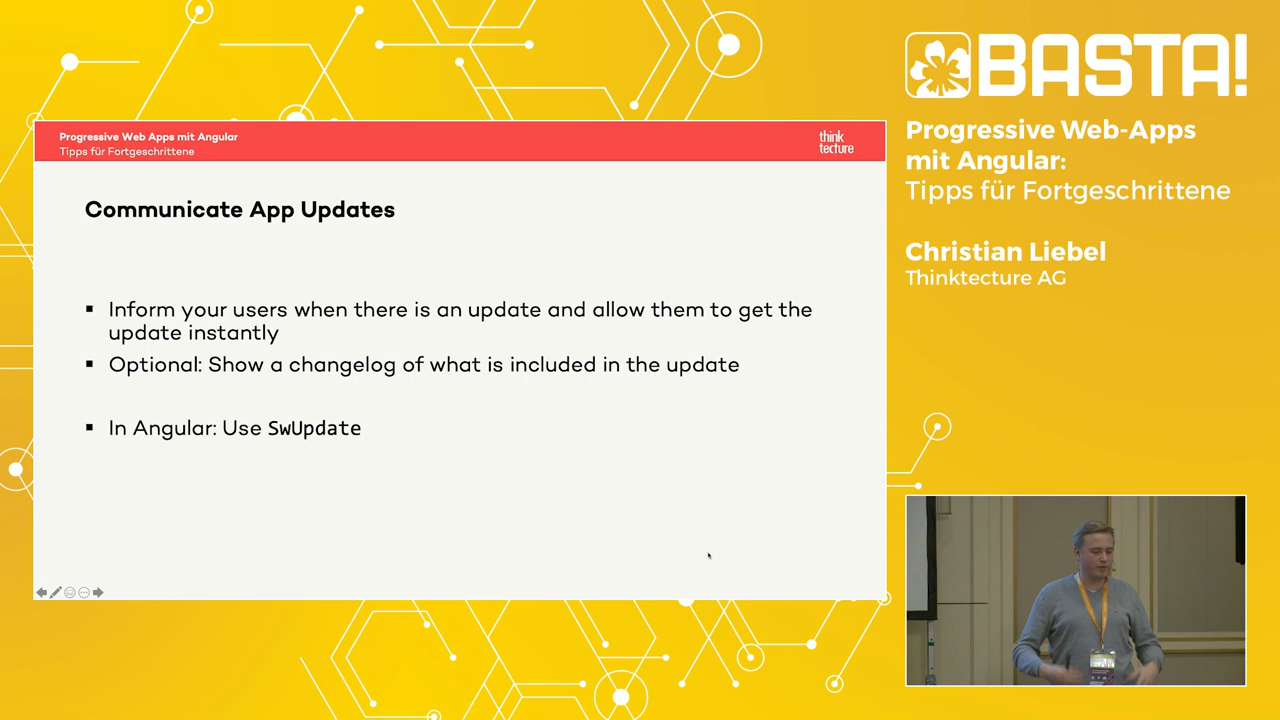 Progressive Web Apps mit Angular
Tipps für Fortgeschrittene
think
tecture
Communicate App Updates
▪ Inform your users when there is an update and allow them to get the
update instantly
▪ Optional: Show a changelog of what is included in the update
▪ In Angular: Use SwUpdate
BASTA!
Progressive Web-Apps
mit Angular:
Tipps für Fortgeschrittene
Christian Liebel
Thinktecture AG